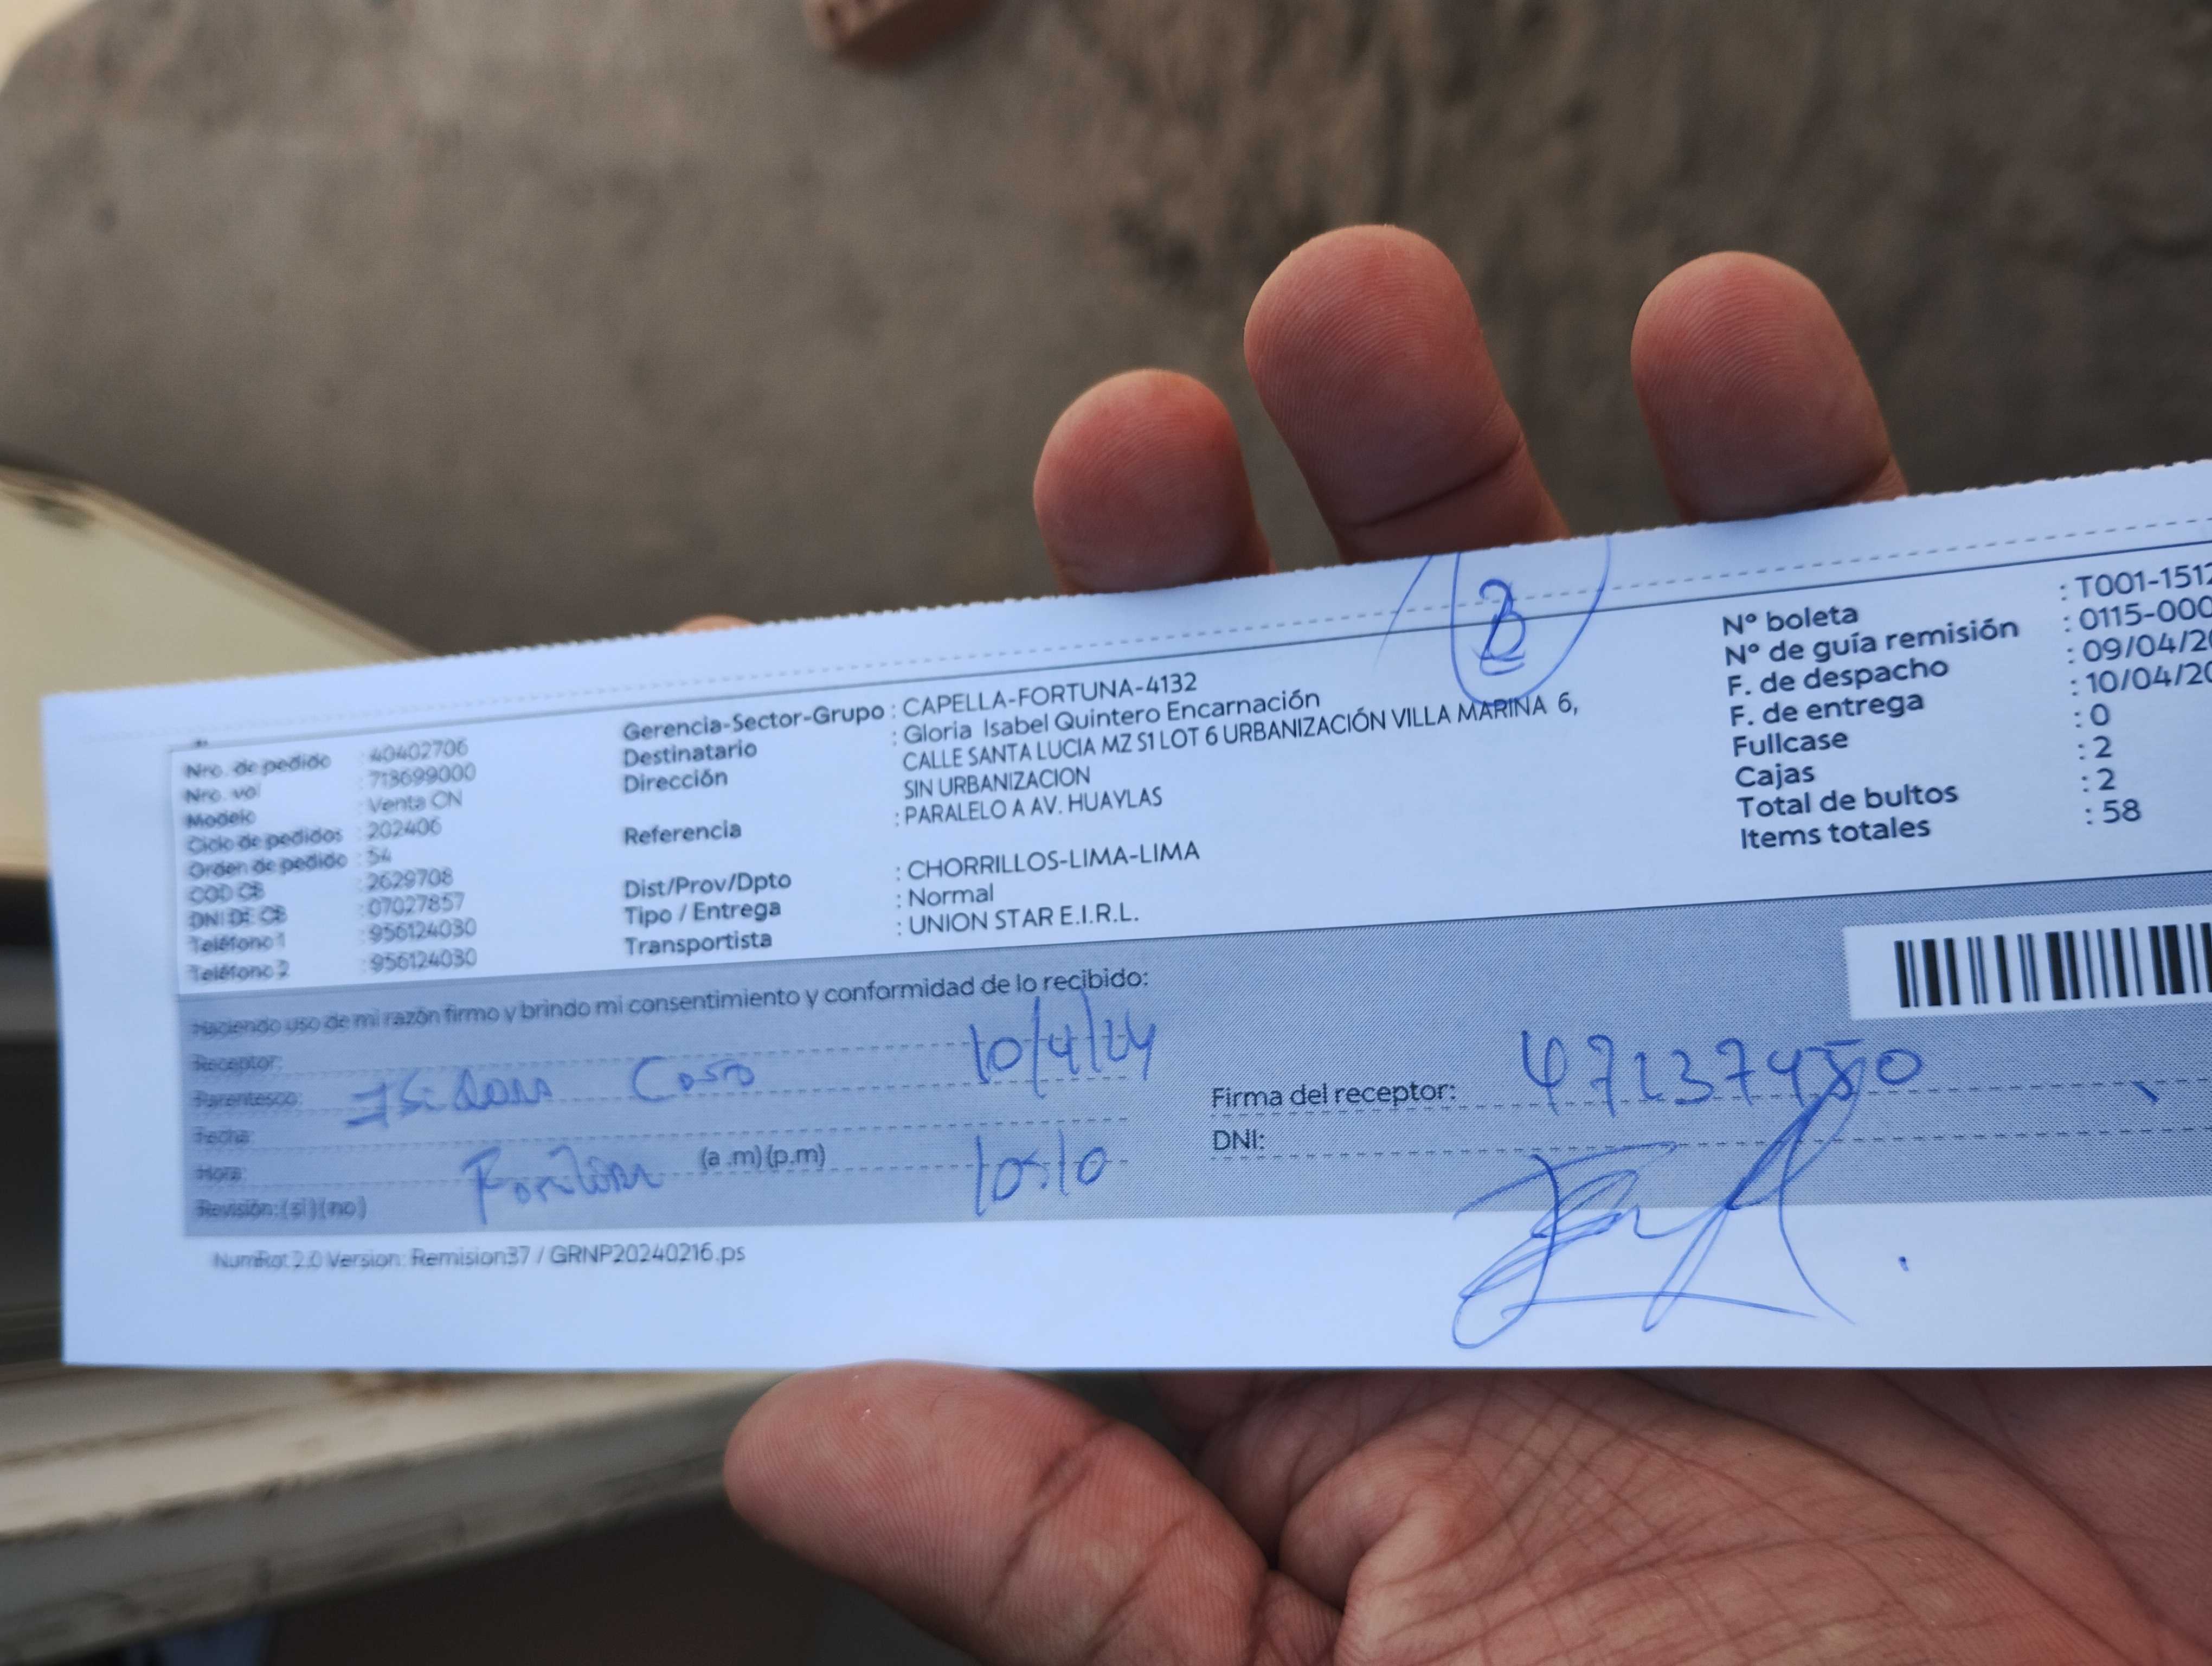 2
Nro. de pedido : 40402706
Nro. vol : 718699000
Modelo : Venta CN
Ciclo de pedidos : 202406
Orden de pedido : 54
COD CB : 2629708
DNI DE CB : 07027857
Teléfono 1 : 956124030
Teléfono 2 : 956124030
Gerencia-Sector-Grupo : CAPELLA-FORTUNA-4132
Destinatario : Gloria Isabel Quintero Encarnación
Dirección CALLE SANTA LUCIA MZ S1 LOT 6 URBANIZACIÓN VILLA MARINA 6,
SIN URBANIZACION
Referencia : PARALELO A AV. HUAYLAS
Dist/Prov/Dpto : CHORRILLOS-LIMA-LIMA
Tipo / Entrega : Normal
Transportista : UNION STAR E.I.R.L.
Nº boleta : T001-1512
Nº de guía remisión : 0115-000
F. de despacho : 09/04/20
F. de entrega : 10/04/20
Fullcase : 0
Cajas : 2
Total de bultos : 2
Items totales : 58
Haciendo uso de mi razón firmo y brindo mi consentimiento y conformidad de lo recibido:
Receptor: 10/4/24
Parentesco:
Fecha:
Hora: (a .m) (p.m) 10:10
Revisión: (si) (no)
Firma del receptor:
DNI:
NumRot 2.0 Version: Remision37 / GRNP20240216.ps